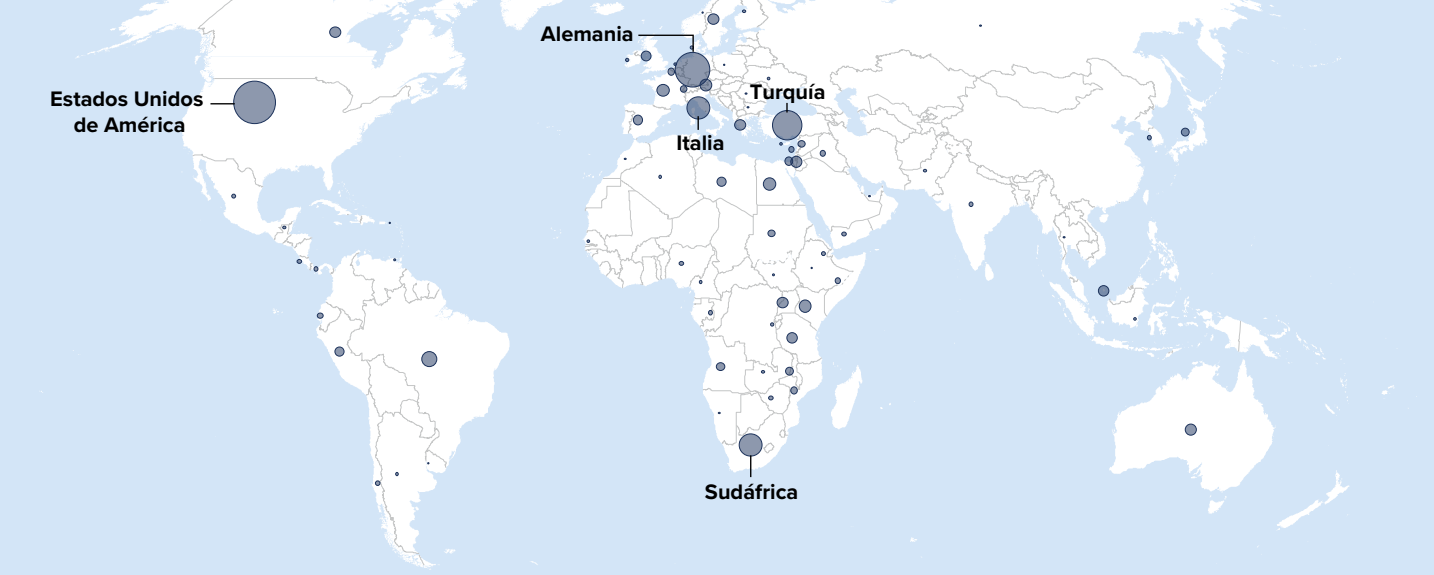 Alemania
Estados Unidos
de América
Turquía
Italia
Sudáfrica